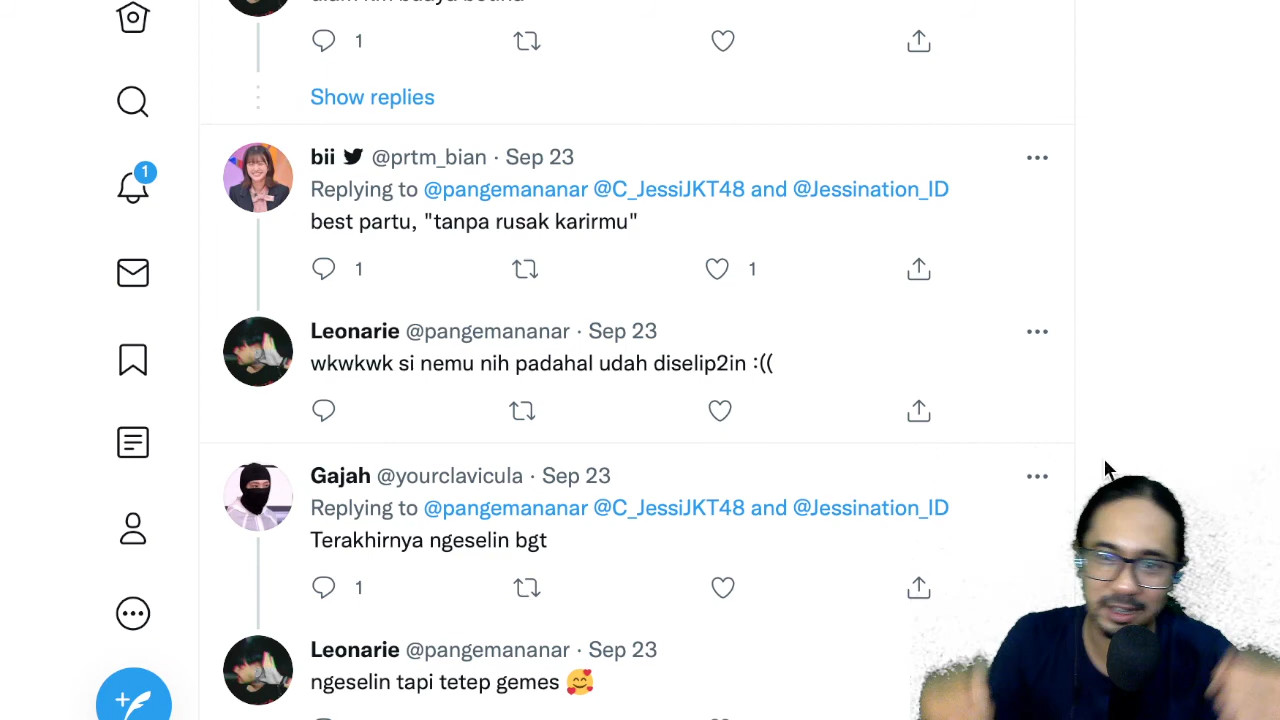 1
Show replies
bii @prtm_bian · Sep 23
Replying to @pangemananar @C_JessiJKT48 and @Jessination_ID
best partu, "tanpa rusak karirmu"
1 1
Leonarie @pangemananar · Sep 23
wkwkwk si nemu nih padahal udah diselip2in :((
Gajah @yourclavicula · Sep 23
Replying to @pangemananar @C_JessiJKT48 and @Jessination_ID
Terakhirnya ngeselin bgt
1
Leonarie @pangemananar · Sep 23
ngeselin tapi tetep gemes 🥰
1